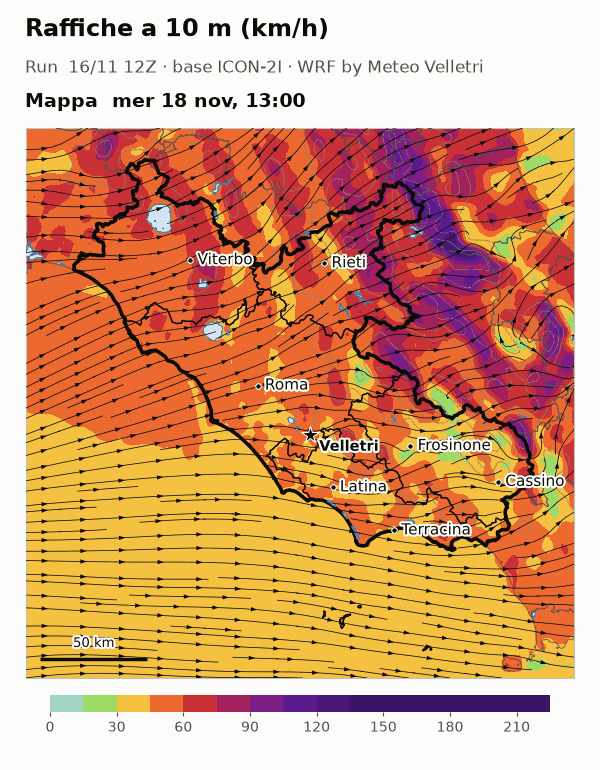 Raffiche a 10 m (km/h)
Run 16/11 12Z · base ICON-2I · WRF by Meteo Velletri
Mappa mer 18 nov, 13:00
Viterbo
Rieti
Roma
Velletri
Frosinone
Cassino
Latina
Terracina
50 km
0 30 60 90 120 150 180 210